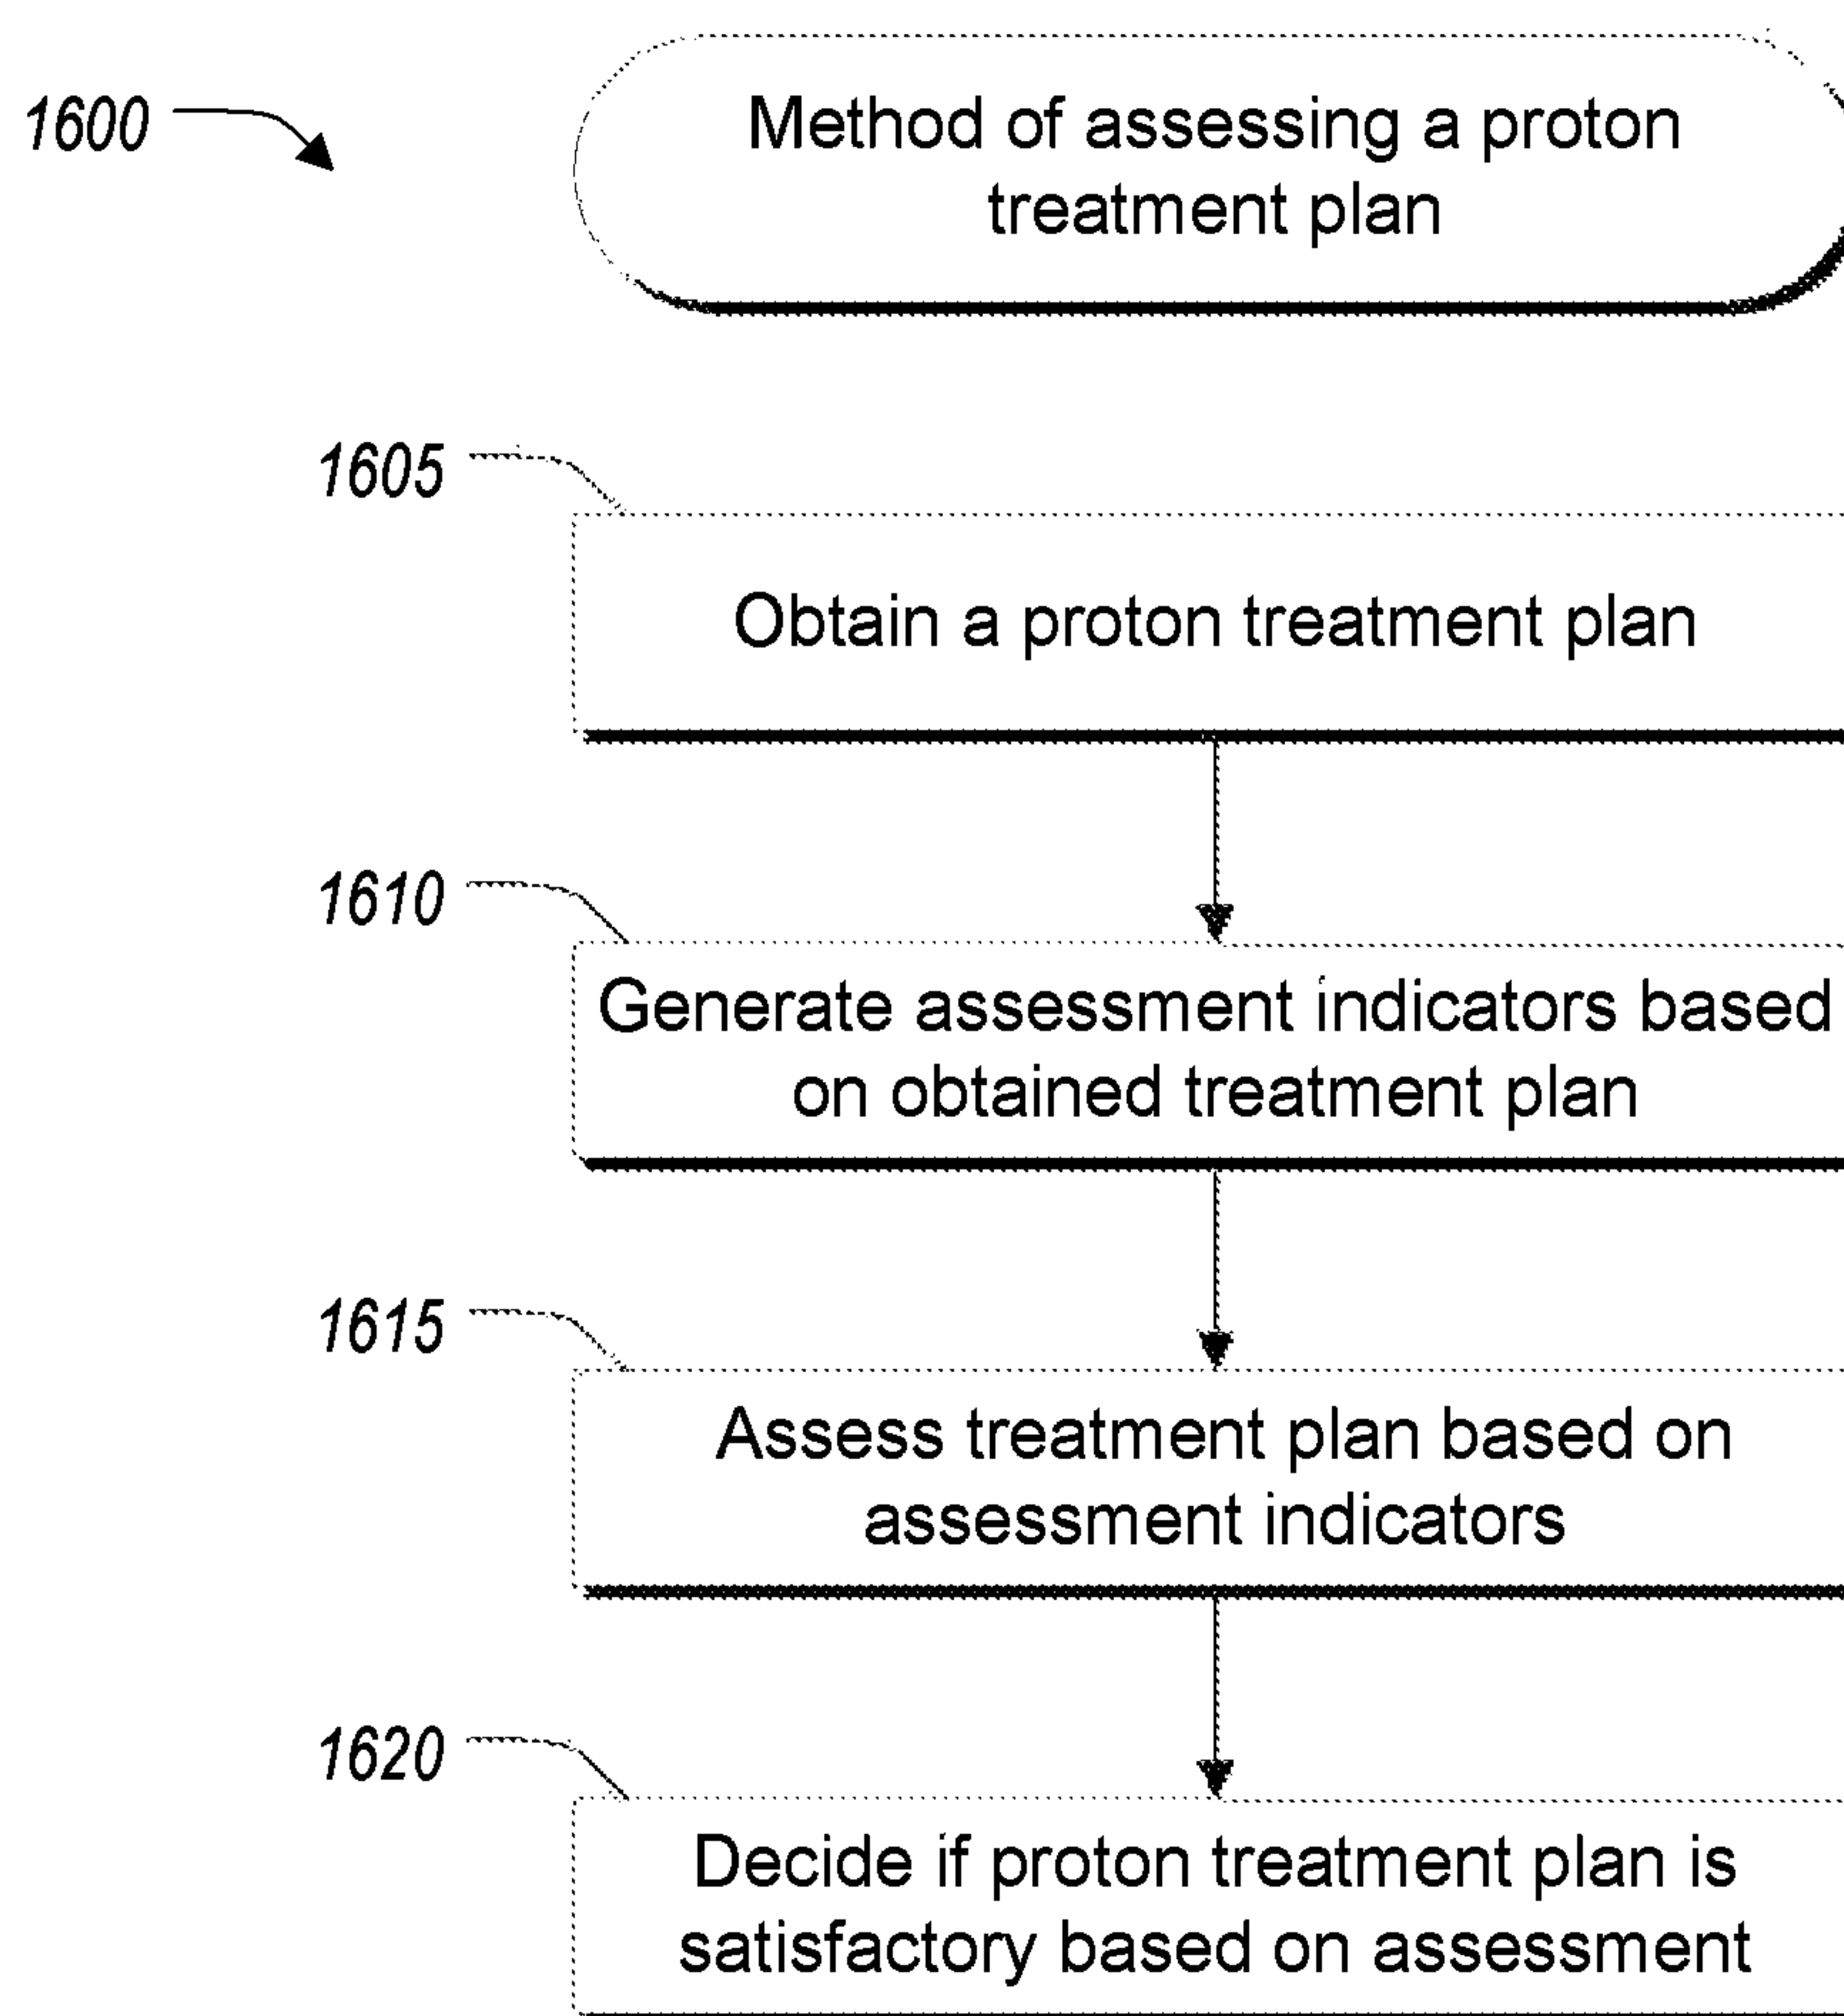 1600
Method of assessing a proton
treatment plan
1605
Obtain a proton treatment plan
1610
Generate assessment indicators based
on obtained treatment plan
1615
Assess treatment plan based on
assessment indicators
1620
Decide if proton treatment plan is
satisfactory based on assessment